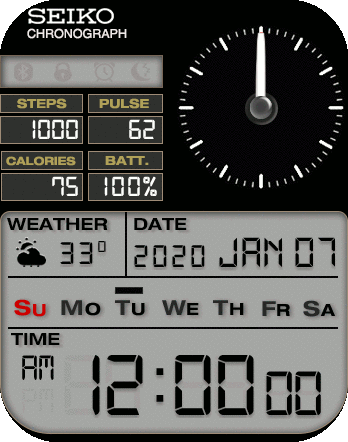 SEIKO
CHRONOGRAPH
STEPS PULSE
1000 62
CALORIES BATT.
75 100%
WEATHER DATE
33° 2020 JAN 07
Su Mo Tu We Th Fr Sa
TIME
AM 12:00 00